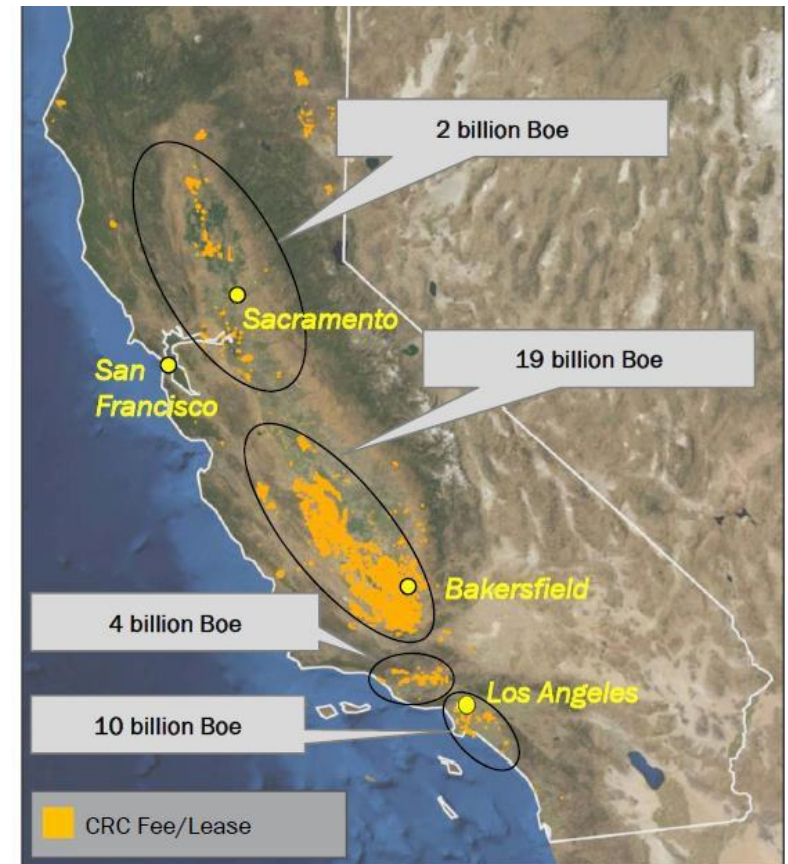 2 billion Boe
Sacramento
19 billion Boe
San
Francisco
Bakersfield
4 billion Boe
Los Angeles
10 billion Boe
CRC Fee/Lease